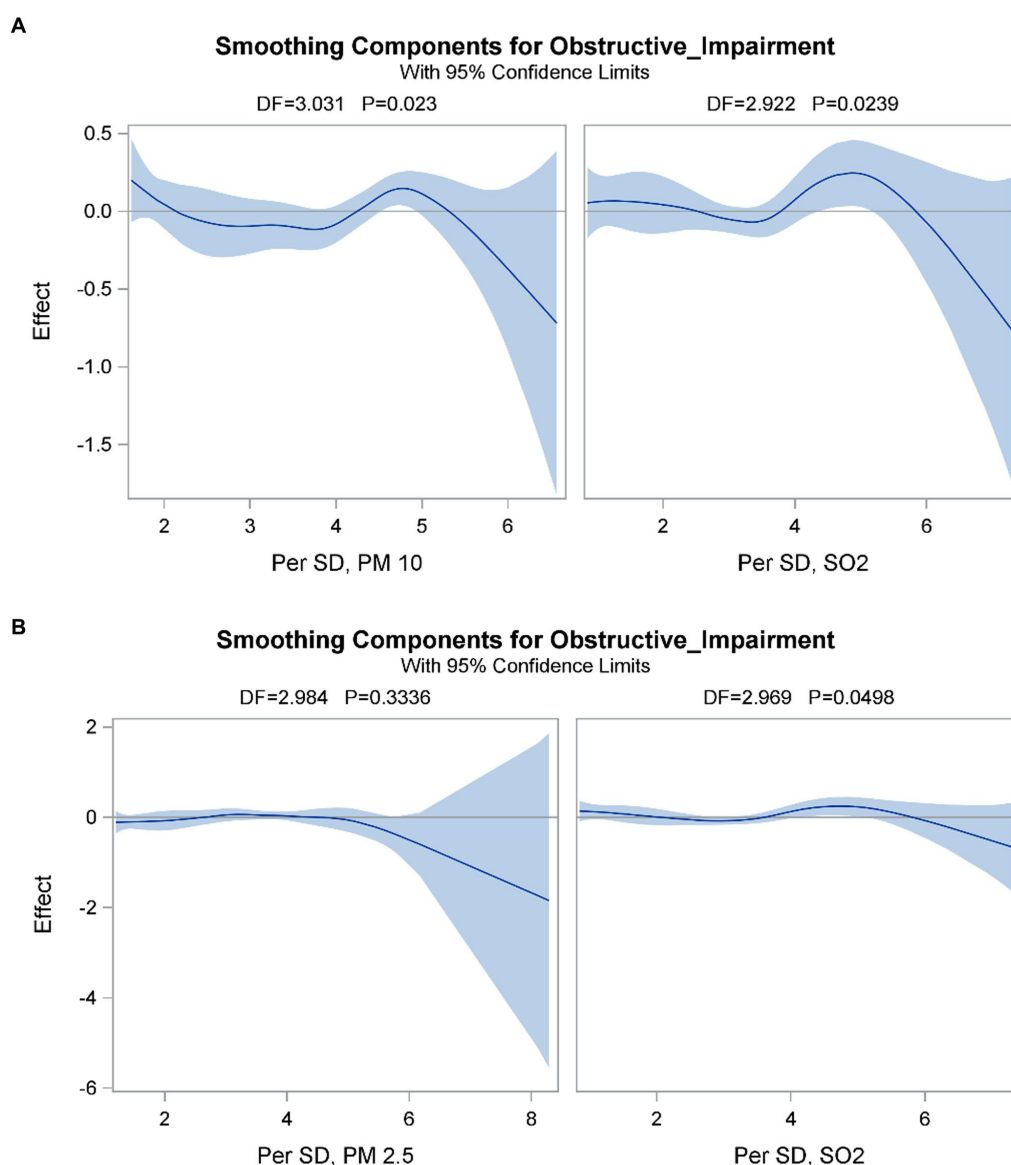 A
Smoothing Components for Obstructive_Impairment
With 95% Confidence Limits
DF=3.031 P=0.023
DF=2.922 P=0.0239
Effect
0.5
0.0
-0.5
-1.0
-1.5
2 3 4 5 6
2 4 6
Per SD, PM 10
Per SD, SO2
B
Smoothing Components for Obstructive_Impairment
With 95% Confidence Limits
DF=2.984 P=0.3336
DF=2.969 P=0.0498
Effect
2
0
-2
-4
-6
2 4 6 8
2 4 6
Per SD, PM 2.5
Per SD, SO2